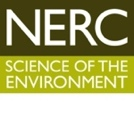 NERC
SCIENCE OF THE
ENVIRONMENT